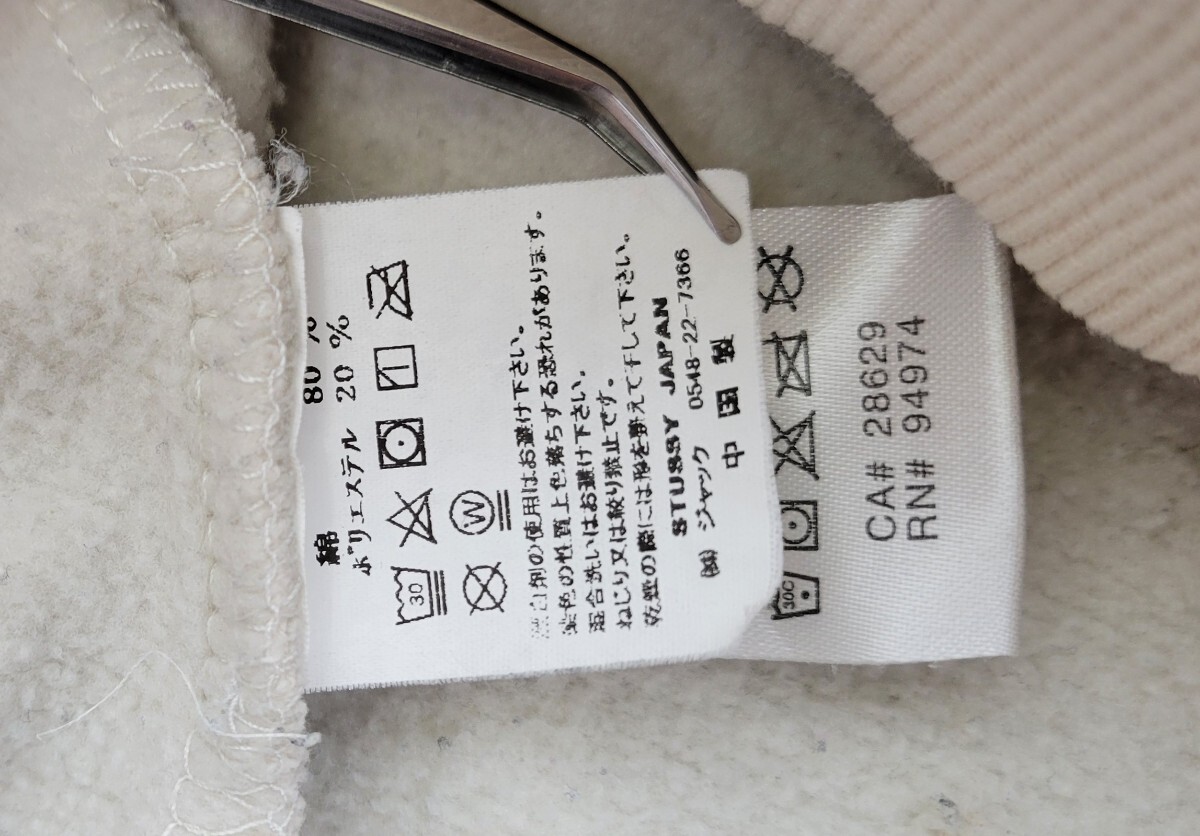 綿 80 %
ポリエステル 20 %
30
W
漂白剤の使用はお避け下さい。
染色の性質上色落ちする恐れがあります。
混合洗いはお避け下さい。
ねじり又は絞り禁止です。
乾燥の際には形を整えて干して下さい。
STUSSY JAPAN
㈱ ジャック 0548-22-7366
中国製
30C
CA# 28629
RN# 94974